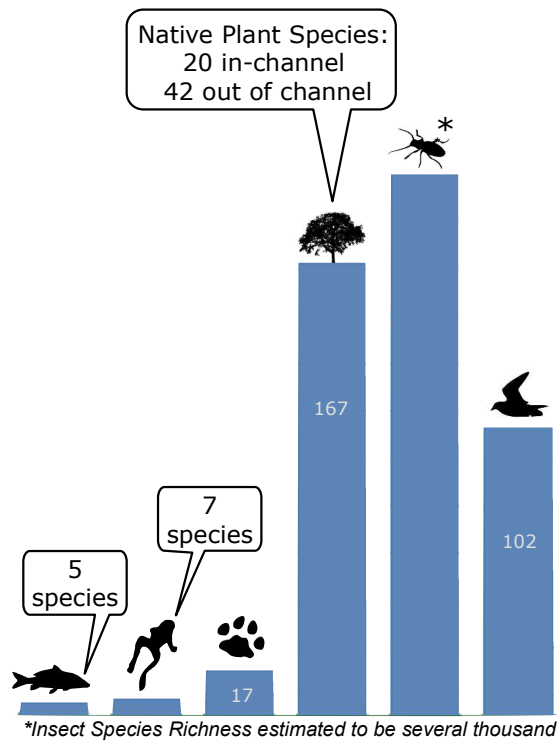 Native Plant Species:
20 in-channel
42 out of channel
*
7
species
5
species
167
102
17
*Insect Species Richness estimated to be several thousand